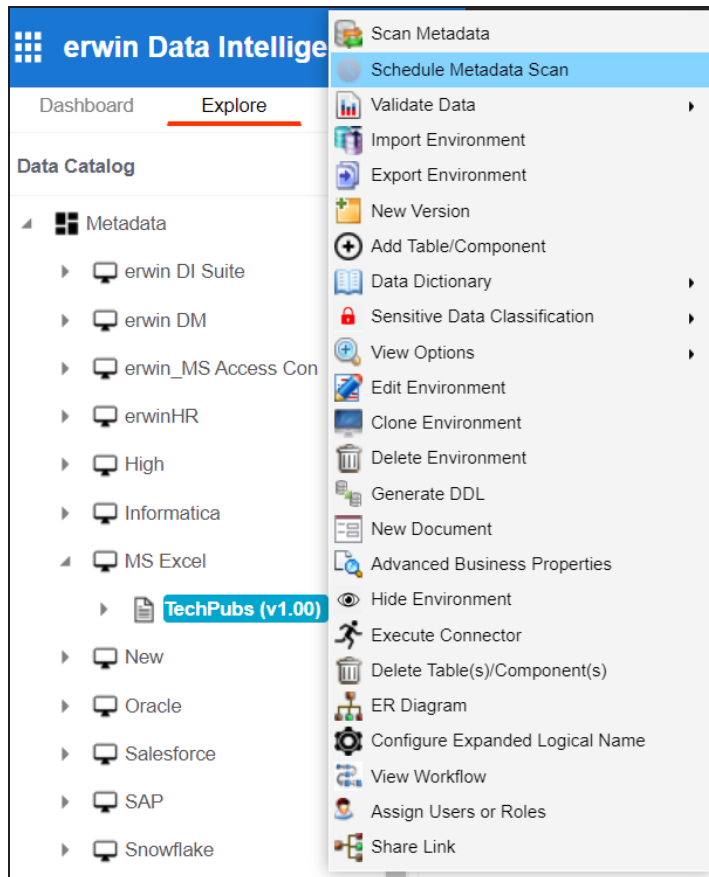 erwin Data Intellige
Dashboard
Explore
Data Catalog
Metadata
erwin DI Suite
erwin DM
erwin_MS Access Con
erwinHR
High
Informatica
MS Excel
TechPubs (v1.00)
New
Oracle
Salesforce
SAP
Snowflake
Scan Metadata
Schedule Metadata Scan
Validate Data
Import Environment
Export Environment
New Version
Add Table/Component
Data Dictionary
Sensitive Data Classification
View Options
Edit Environment
Clone Environment
Delete Environment
Generate DDL
New Document
Advanced Business Properties
Hide Environment
Execute Connector
Delete Table(s)/Component(s)
ER Diagram
Configure Expanded Logical Name
View Workflow
Assign Users or Roles
Share Link